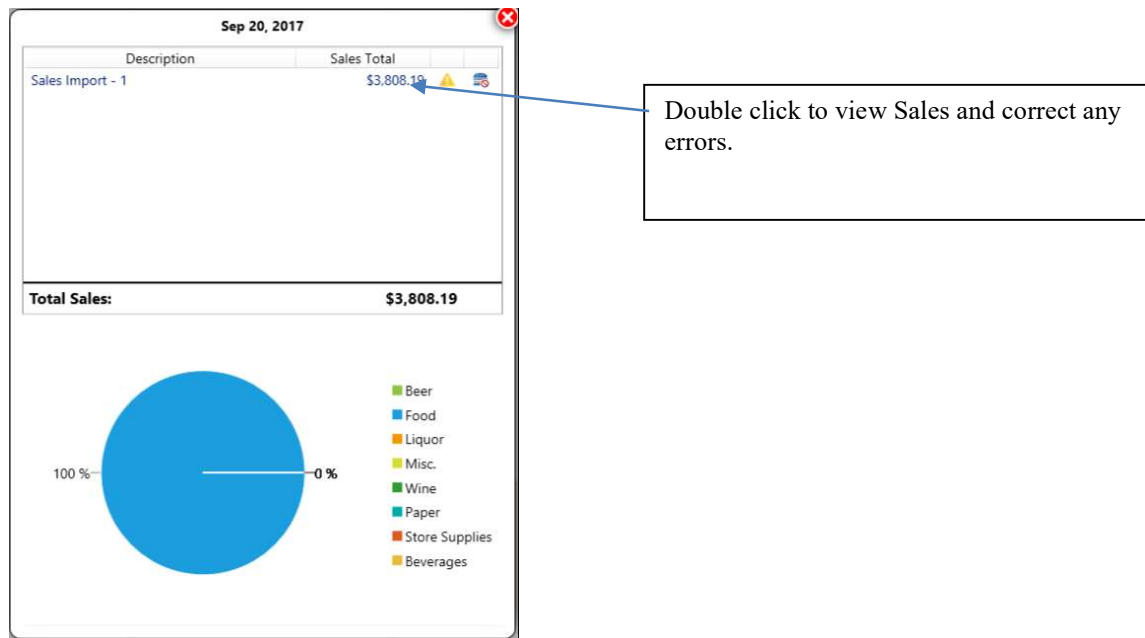 Sep 20, 2017
Description Sales Total
Sales Import - 1 $3,808.19
Double click to view Sales and correct any
errors.
Total Sales: $3,808.19
100 %
0 %
Beer
Food
Liquor
Misc.
Wine
Paper
Store Supplies
Beverages